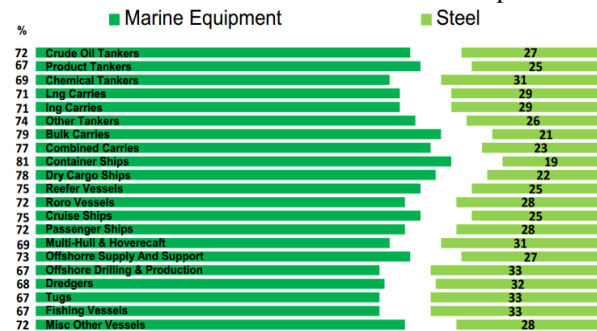 Marine Equipment Steel
%
72 Crude Oil Tankers 27
67 Product Tankers 25
69 Chemical Tankers 31
71 Lng Carries 29
71 Ing Carries 29
74 Other Tankers 26
79 Bulk Carries 21
77 Combined Carries 23
81 Container Ships 19
78 Dry Cargo Ships 22
75 Reefer Vessels 25
72 Roro Vessels 28
75 Cruise Ships 25
72 Passenger Ships 28
69 Multi-Hull & Hoverecaft 31
73 Offshorre Supply And Support 27
67 Offshore Drilling & Production 33
68 Dredgers 32
67 Tugs 33
67 Fishing Vessels 33
72 Misc Other Vessels 28